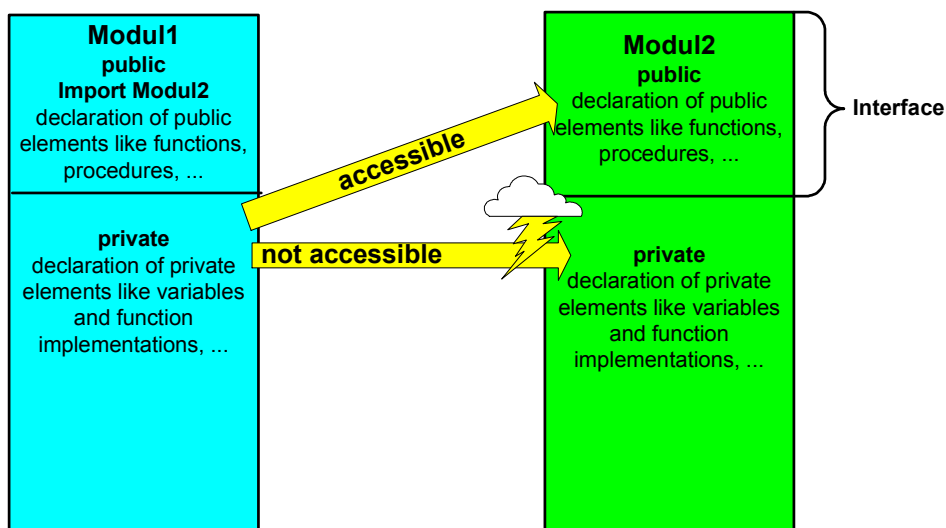 Modul1
public
Import Modul2
declaration of public
elements like functions,
procedures, ...
private
declaration of private
elements like variables
and function
implementations, ...
accessible
not accessible
Modul2
public
declaration of public
elements like functions,
procedures, ...
private
declaration of private
elements like variables
and function
implementations, ...
Interface